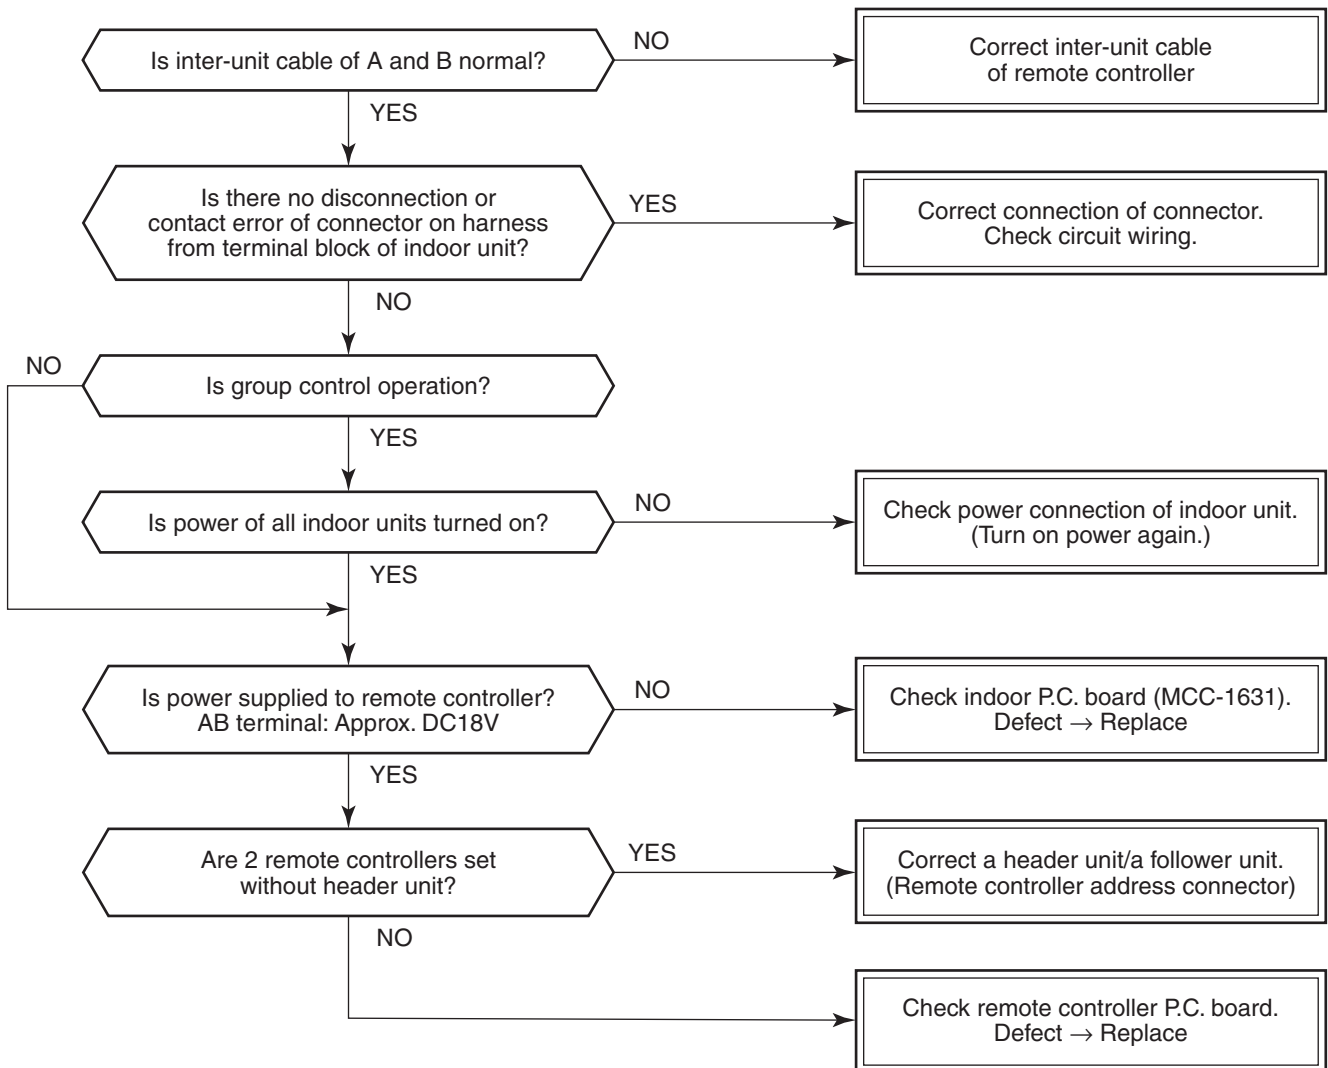 Is inter-unit cable of A and B normal?
NO
Correct inter-unit cable
of remote controller
YES
Is there no disconnection or
contact error of connector on harness
from terminal block of indoor unit?
YES
Correct connection of connector.
Check circuit wiring.
NO
NO
Is group control operation?
YES
Is power of all indoor units turned on?
NO
Check power connection of indoor unit.
(Turn on power again.)
YES
Is power supplied to remote controller?
AB terminal: Approx. DC18V
NO
Check indoor P.C. board (MCC-1631).
Defect → Replace
YES
Are 2 remote controllers set
without header unit?
YES
Correct a header unit/a follower unit.
(Remote controller address connector)
NO
Check remote controller P.C. board.
Defect → Replace